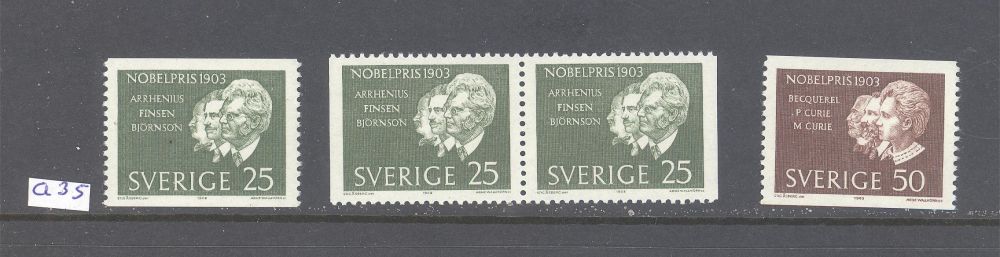 a 35
NOBELPRIS 1903
ARRHENIUS
FINSEN
BJÖRNSON
SVERIGE 25
NOBELPRIS 1903
ARRHENIUS
FINSEN
BJÖRNSON
SVERIGE 25
NOBELPRIS 1903
ARRHENIUS
FINSEN
BJÖRNSON
SVERIGE 25
NOBELPRIS 1903
BECQUEREL
P CURIE
M CURIE
SVERIGE 50